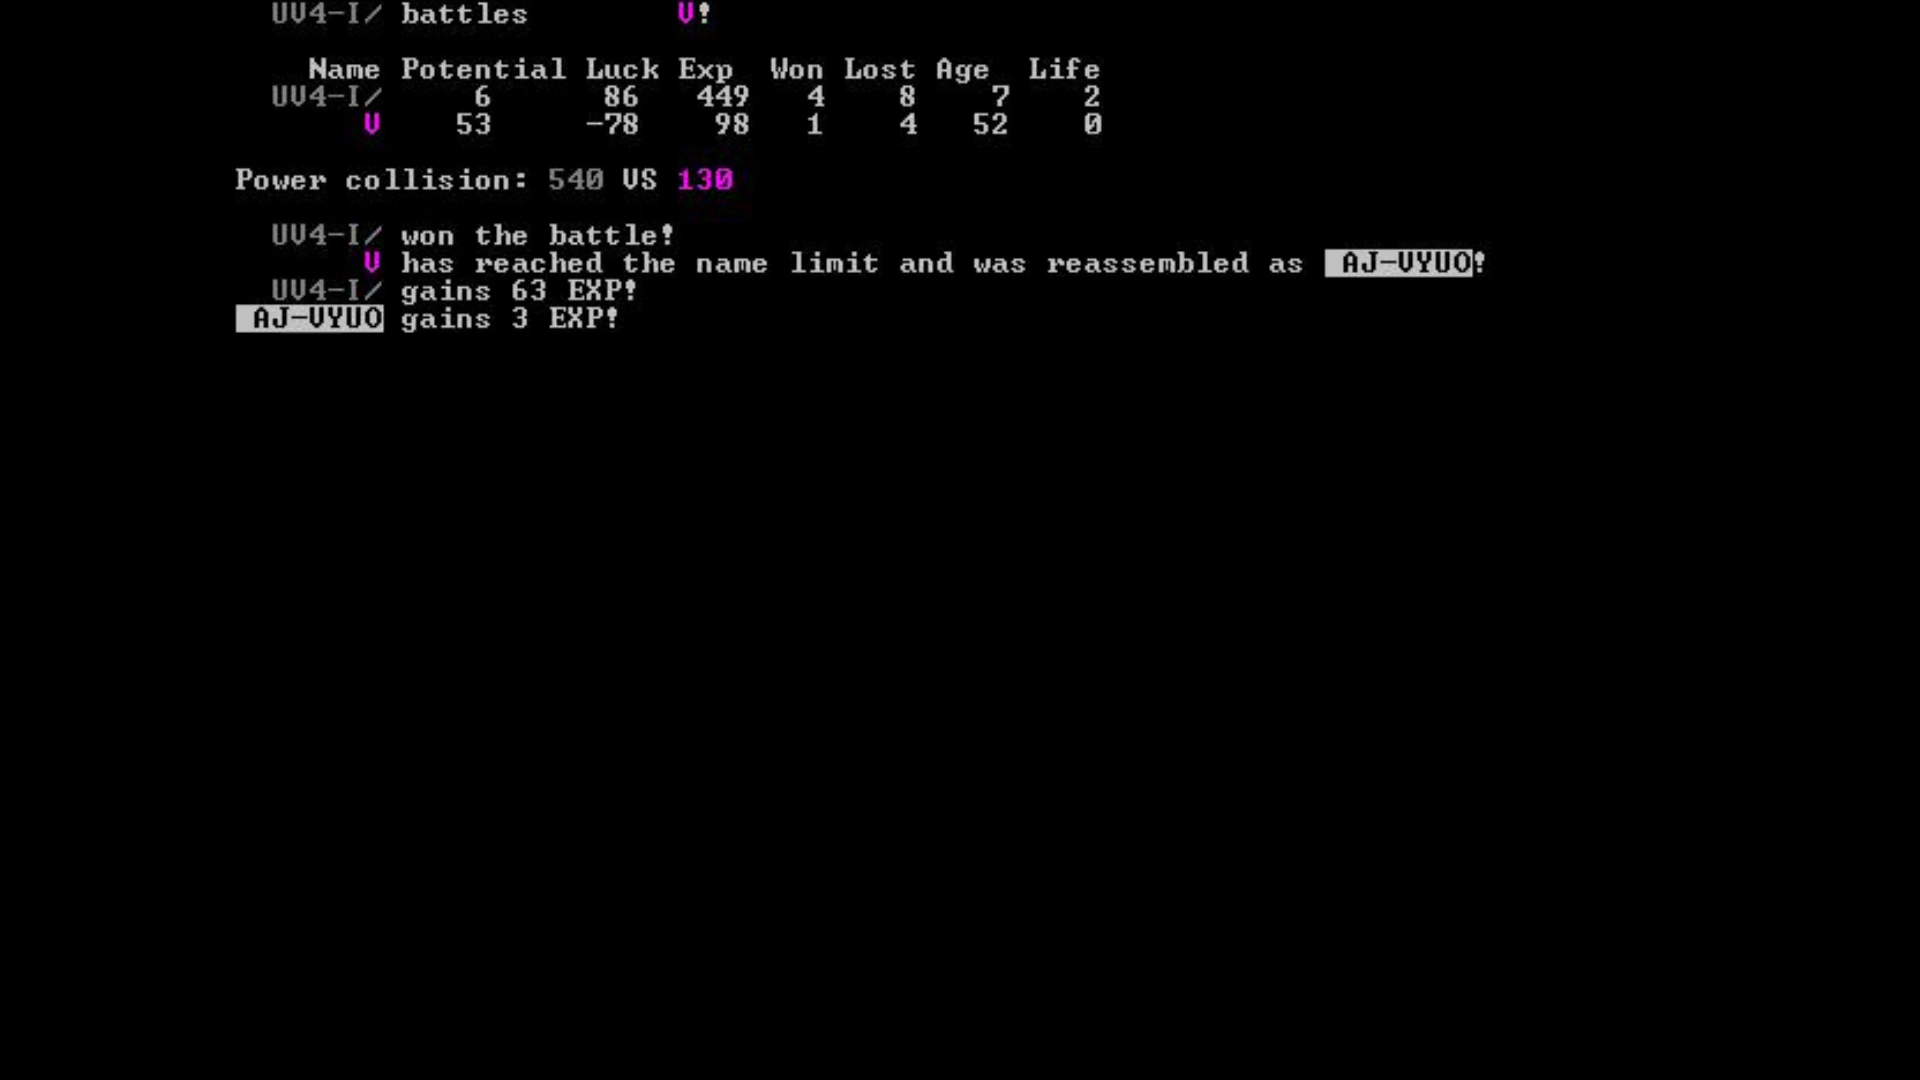 UV4-I/ battles V!
Name Potential Luck Exp Won Lost Age Life
UV4-I/ 6 86 449 4 8 7 2
V 53 -78 98 1 4 52 0
Power collision: 540 VS 130
UV4-I/ won the battle!
V has reached the name limit and was reassembled as AJ-VYUO!
UV4-I/ gains 63 EXP!
AJ-VYUO gains 3 EXP!